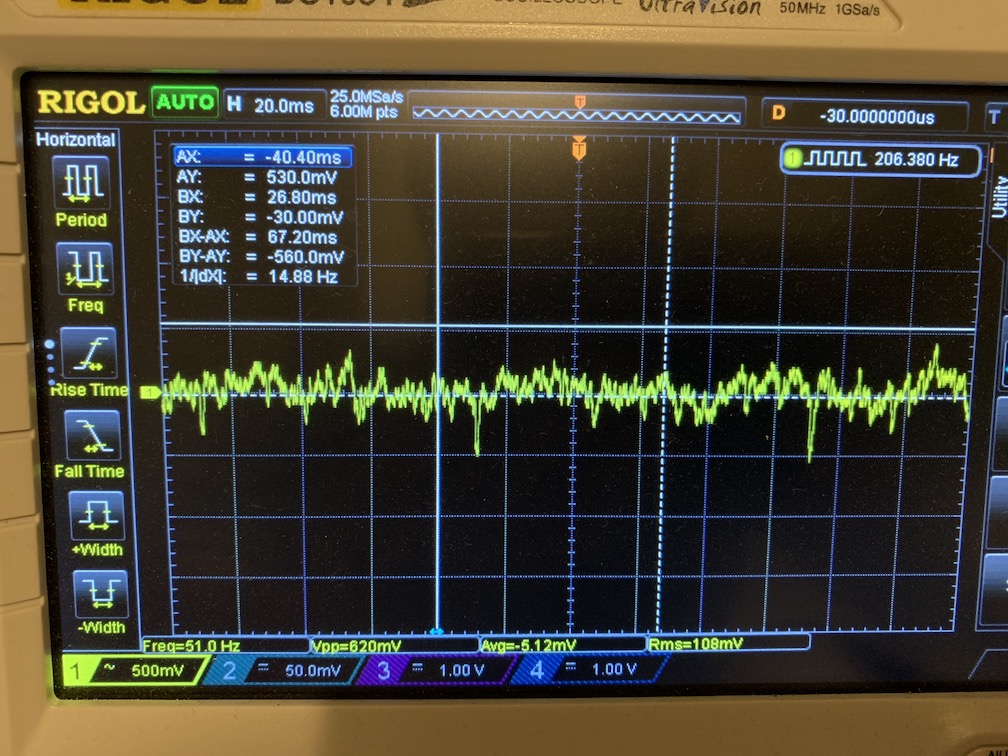 UltraVision 50MHz 1GSa/s
RIGOL AUTO H 20.0ms 25.0MSa/s 6.00M pts T D -30.0000000us T
Horizontal
AX: = -40.40ms
AY: = 530.0mV
BX: = 26.80ms
BY: = -30.00mV
BX-AX: = 67.20ms
BY-AY: = -560.0mV
1/|dX|: = 14.88 Hz
T
1 206.380 Hz
Utility
Period
Freq
Rise Time
Fall Time
+Width
-Width
Freq=51.0 Hz Vpp=620mV Avg=-5.12mV Rms=108mV
1 ~ 500mV 2 = 50.0mV 3 = 1.00 V 4 = 1.00 V